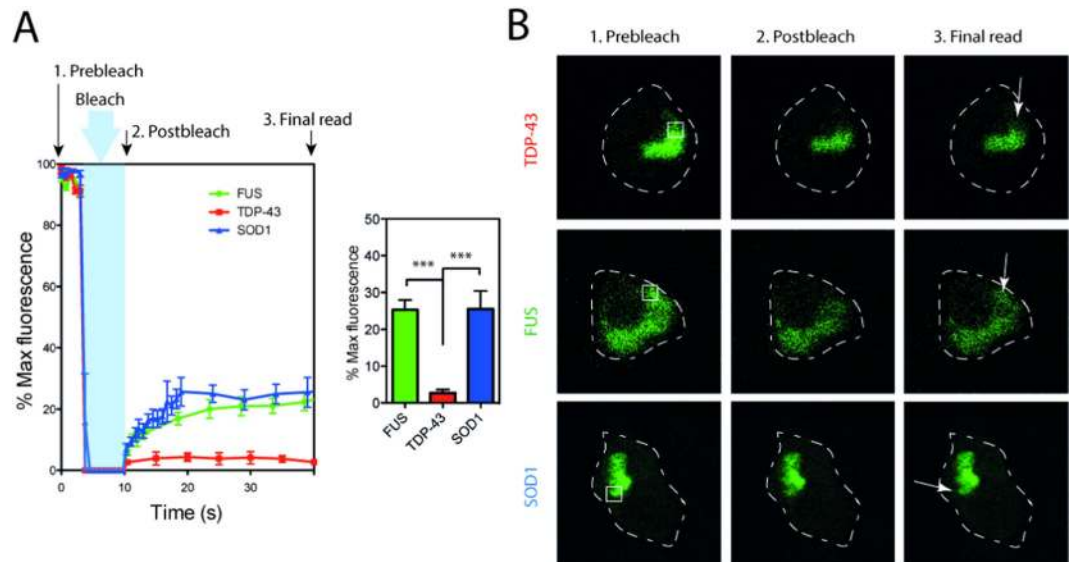 A
1. Prebleach
Bleach
2. Postbleach
3. Final read
100
80
60
40
20
0
% Max fluorescence
0
10
20
30
Time (s)
FUS
TDP-43
SOD1
50
40
30
20
10
0
% Max fluorescence
***
***
FUS
TDP-43
SOD1
B
1. Prebleach
2. Postbleach
3. Final read
TDP-43
FUS
SOD1